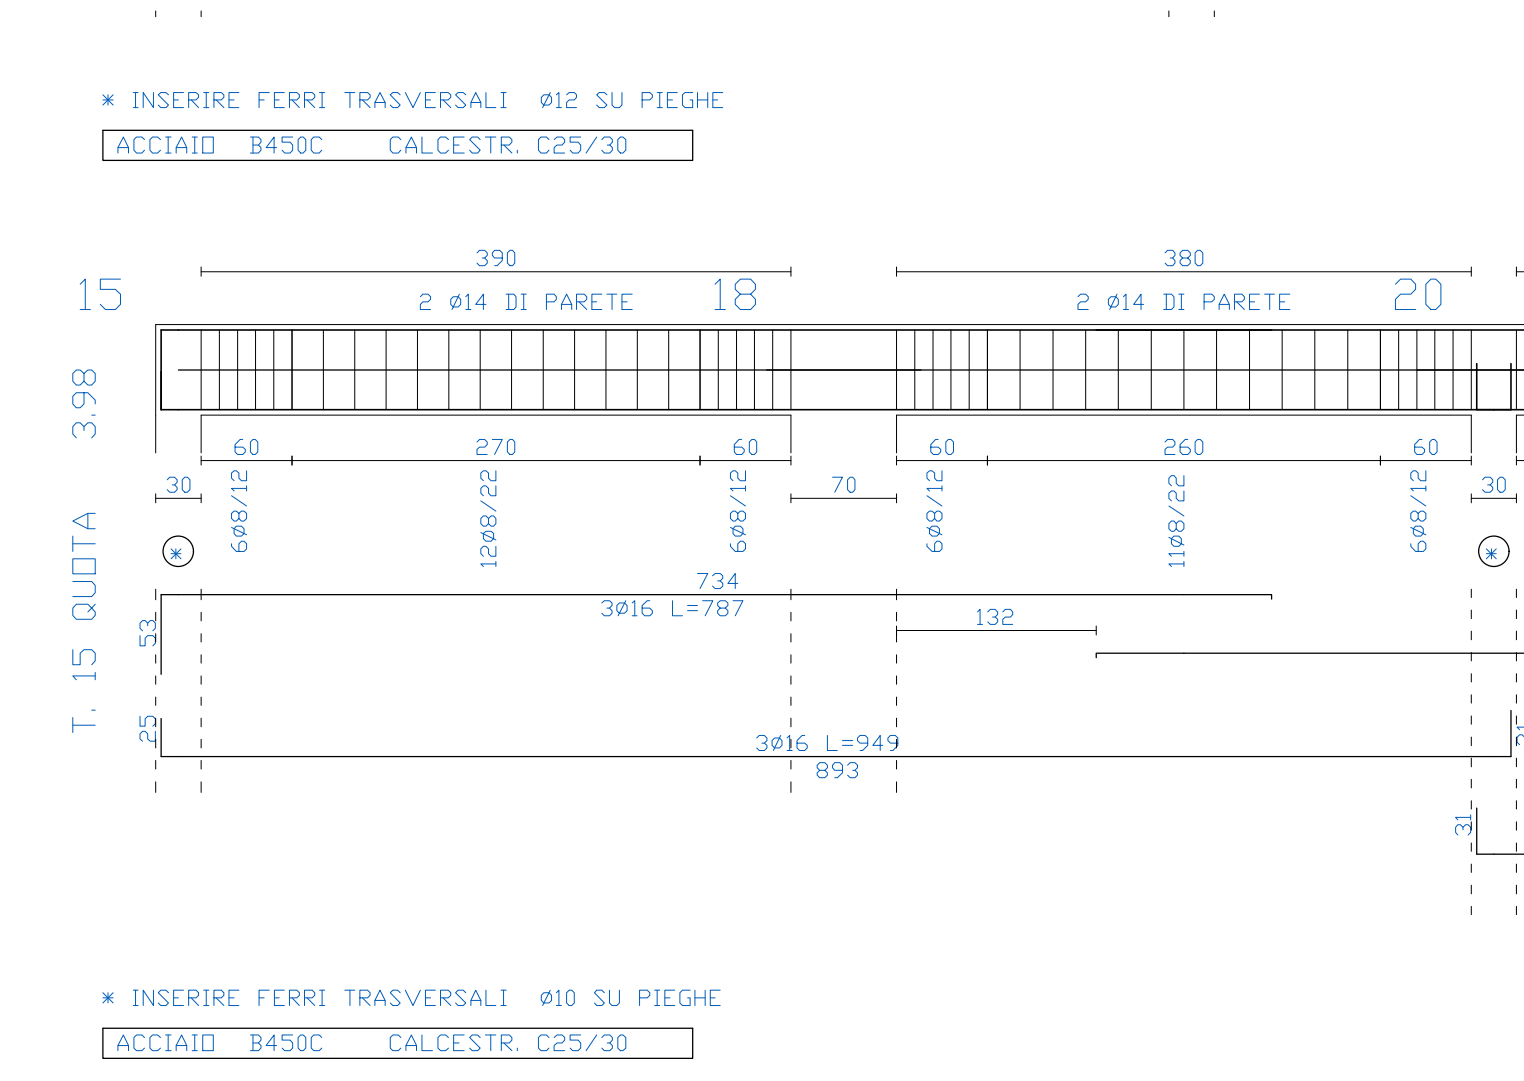 * INSERIRE FERRI TRASVERSALI ø12 SU PIEGHE
ACCIAIO B450C CALCESTR. C25/30
390
380
15
2 ø14 DI PARETE
18
2 ø14 DI PARETE
20
T. 15 QUOTA 3.98
60
270
60
60
260
60
30
70
30
6ø8/12
12ø8/22
6ø8/12
6ø8/12
11ø8/22
6ø8/12
*
*
734
3ø16 L=787
132
53
25
3ø16 L=949
893
31
* INSERIRE FERRI TRASVERSALI ø10 SU PIEGHE
ACCIAIO B450C CALCESTR. C25/30